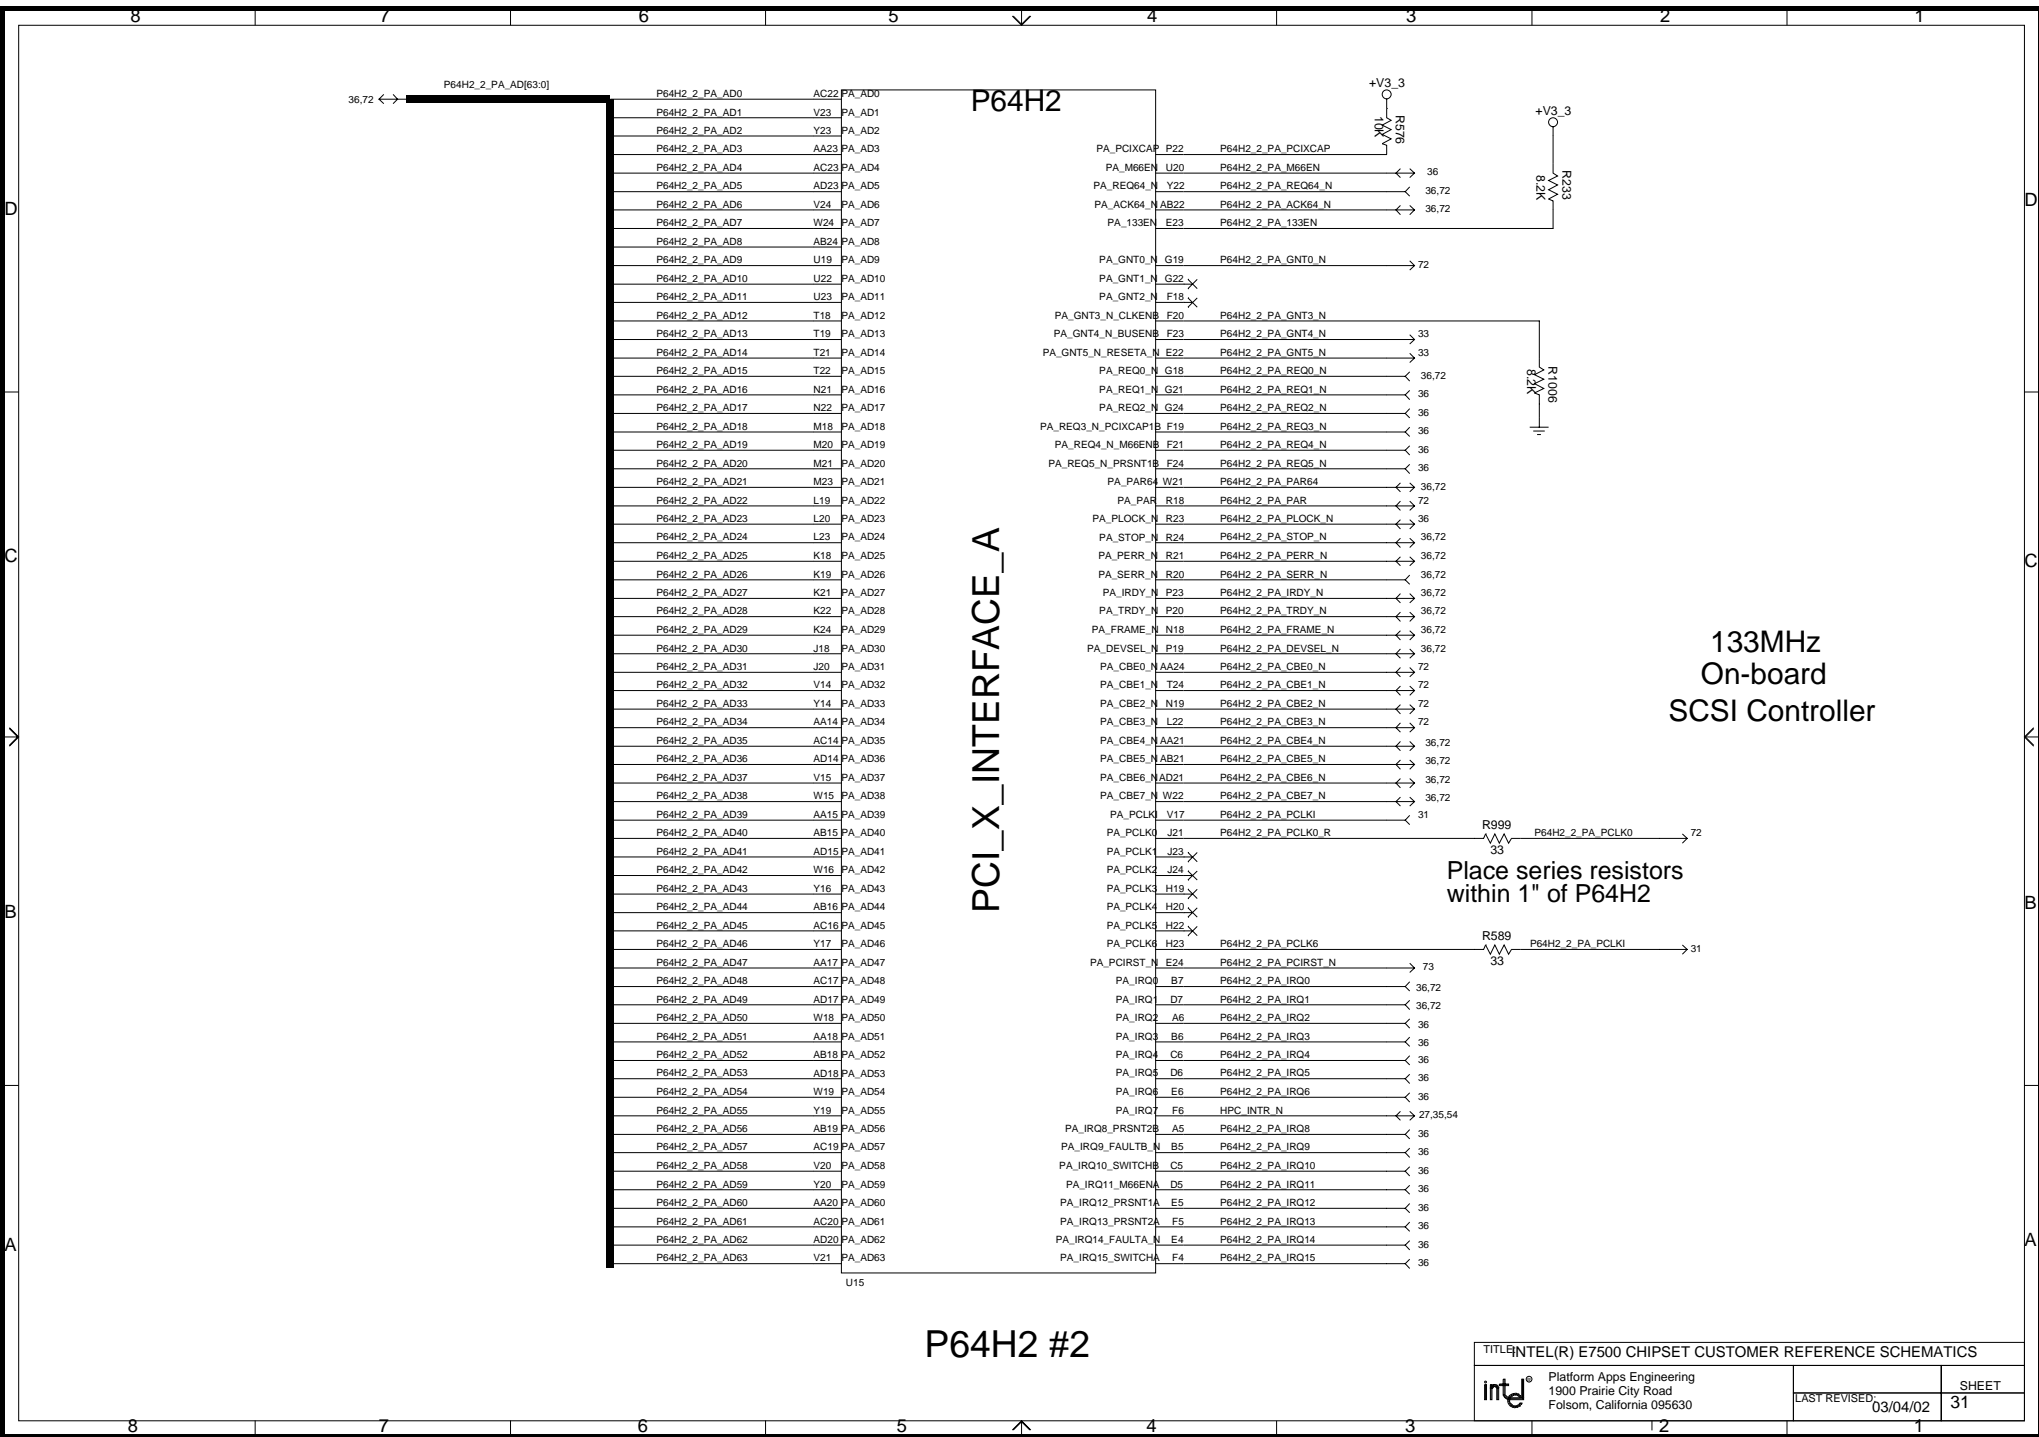 8 7 6 5 4 3 2 1
P64H2_2_PA_AD[63:0]
36,72
P64H2
PCI_X_INTERFACE_A
P64H2_2_PA_AD0 AC22 PA_AD0
P64H2_2_PA_AD1 V23 PA_AD1
P64H2_2_PA_AD2 Y23 PA_AD2
P64H2_2_PA_AD3 AA23 PA_AD3
P64H2_2_PA_AD4 AC23 PA_AD4
P64H2_2_PA_AD5 AD23 PA_AD5
P64H2_2_PA_AD6 V24 PA_AD6
P64H2_2_PA_AD7 W24 PA_AD7
P64H2_2_PA_AD8 AB24 PA_AD8
P64H2_2_PA_AD9 U19 PA_AD9
P64H2_2_PA_AD10 U22 PA_AD10
P64H2_2_PA_AD11 U23 PA_AD11
P64H2_2_PA_AD12 T18 PA_AD12
P64H2_2_PA_AD13 T19 PA_AD13
P64H2_2_PA_AD14 T21 PA_AD14
P64H2_2_PA_AD15 T22 PA_AD15
P64H2_2_PA_AD16 N21 PA_AD16
P64H2_2_PA_AD17 N22 PA_AD17
P64H2_2_PA_AD18 M18 PA_AD18
P64H2_2_PA_AD19 M20 PA_AD19
P64H2_2_PA_AD20 M21 PA_AD20
P64H2_2_PA_AD21 M23 PA_AD21
P64H2_2_PA_AD22 L19 PA_AD22
P64H2_2_PA_AD23 L20 PA_AD23
P64H2_2_PA_AD24 L23 PA_AD24
P64H2_2_PA_AD25 K18 PA_AD25
P64H2_2_PA_AD26 K19 PA_AD26
P64H2_2_PA_AD27 K21 PA_AD27
P64H2_2_PA_AD28 K22 PA_AD28
P64H2_2_PA_AD29 K24 PA_AD29
P64H2_2_PA_AD30 J18 PA_AD30
P64H2_2_PA_AD31 J20 PA_AD31
P64H2_2_PA_AD32 V14 PA_AD32
P64H2_2_PA_AD33 Y14 PA_AD33
P64H2_2_PA_AD34 AA14 PA_AD34
P64H2_2_PA_AD35 AC14 PA_AD35
P64H2_2_PA_AD36 AD14 PA_AD36
P64H2_2_PA_AD37 V15 PA_AD37
P64H2_2_PA_AD38 W15 PA_AD38
P64H2_2_PA_AD39 AA15 PA_AD39
P64H2_2_PA_AD40 AB15 PA_AD40
P64H2_2_PA_AD41 AD15 PA_AD41
P64H2_2_PA_AD42 W16 PA_AD42
P64H2_2_PA_AD43 Y16 PA_AD43
P64H2_2_PA_AD44 AB16 PA_AD44
P64H2_2_PA_AD45 AC16 PA_AD45
P64H2_2_PA_AD46 Y17 PA_AD46
P64H2_2_PA_AD47 AA17 PA_AD47
P64H2_2_PA_AD48 AC17 PA_AD48
P64H2_2_PA_AD49 AD17 PA_AD49
P64H2_2_PA_AD50 W18 PA_AD50
P64H2_2_PA_AD51 AA18 PA_AD51
P64H2_2_PA_AD52 AB18 PA_AD52
P64H2_2_PA_AD53 AD18 PA_AD53
P64H2_2_PA_AD54 W19 PA_AD54
P64H2_2_PA_AD55 Y19 PA_AD55
P64H2_2_PA_AD56 AB19 PA_AD56
P64H2_2_PA_AD57 AC19 PA_AD57
P64H2_2_PA_AD58 V20 PA_AD58
P64H2_2_PA_AD59 Y20 PA_AD59
P64H2_2_PA_AD60 AA20 PA_AD60
P64H2_2_PA_AD61 AC20 PA_AD61
P64H2_2_PA_AD62 AD20 PA_AD62
P64H2_2_PA_AD63 V21 PA_AD63
U15
+V3_3
R576
10K
+V3_3
R233
8.2K
PA_PCIXCAP P22 P64H2_2_PA_PCIXCAP
PA_M66EN U20 P64H2_2_PA_M66EN 36
PA_REQ64_N Y22 P64H2_2_PA_REQ64_N 36,72
PA_ACK64_N AB22 P64H2_2_PA_ACK64_N 36,72
PA_133EN E23 P64H2_2_PA_133EN
PA_GNT0_N G19 P64H2_2_PA_GNT0_N 72
PA_GNT1_N G22
PA_GNT2_N F18
PA_GNT3_N_CLKENB F20 P64H2_2_PA_GNT3_N
PA_GNT4_N_BUSENB F23 P64H2_2_PA_GNT4_N 33
PA_GNT5_N_RESETA_N E22 P64H2_2_PA_GNT5_N 33
R1006
8.2K
PA_REQ0_N G18 P64H2_2_PA_REQ0_N 36,72
PA_REQ1_N G21 P64H2_2_PA_REQ1_N 36
PA_REQ2_N G24 P64H2_2_PA_REQ2_N 36
PA_REQ3_N_PCIXCAP1B F19 P64H2_2_PA_REQ3_N 36
PA_REQ4_N_M66ENB F21 P64H2_2_PA_REQ4_N 36
PA_REQ5_N_PRSNT1B F24 P64H2_2_PA_REQ5_N 36
PA_PAR64 W21 P64H2_2_PA_PAR64 36,72
PA_PAR R18 P64H2_2_PA_PAR 72
PA_PLOCK_N R23 P64H2_2_PA_PLOCK_N 36
PA_STOP_N R24 P64H2_2_PA_STOP_N 36,72
PA_PERR_N R21 P64H2_2_PA_PERR_N 36,72
PA_SERR_N R20 P64H2_2_PA_SERR_N 36,72
PA_IRDY_N P23 P64H2_2_PA_IRDY_N 36,72
PA_TRDY_N P20 P64H2_2_PA_TRDY_N 36,72
PA_FRAME_N N18 P64H2_2_PA_FRAME_N 36,72
PA_DEVSEL_N P19 P64H2_2_PA_DEVSEL_N 36,72
PA_CBE0_N AA24 P64H2_2_PA_CBE0_N 72
PA_CBE1_N T24 P64H2_2_PA_CBE1_N 72
PA_CBE2_N N19 P64H2_2_PA_CBE2_N 72
PA_CBE3_N L22 P64H2_2_PA_CBE3_N 72
PA_CBE4_N AA21 P64H2_2_PA_CBE4_N 36,72
PA_CBE5_N AB21 P64H2_2_PA_CBE5_N 36,72
PA_CBE6_N AD21 P64H2_2_PA_CBE6_N 36,72
PA_CBE7_N W22 P64H2_2_PA_CBE7_N 36,72
PA_PCLKI V17 P64H2_2_PA_PCLKI 31
PA_PCLK0 J21 P64H2_2_PA_PCLK0_R R999 33 P64H2_2_PA_PCLK0 72
PA_PCLK1 J23
PA_PCLK2 J24
PA_PCLK3 H19
PA_PCLK4 H20
PA_PCLK5 H22
PA_PCLK6 H23 P64H2_2_PA_PCLK6 R589 33 P64H2_2_PA_PCLKI 31
PA_PCIRST_N E24 P64H2_2_PA_PCIRST_N 73
PA_IRQ0 B7 P64H2_2_PA_IRQ0 36,72
PA_IRQ1 D7 P64H2_2_PA_IRQ1 36,72
PA_IRQ2 A6 P64H2_2_PA_IRQ2 36
PA_IRQ3 B6 P64H2_2_PA_IRQ3 36
PA_IRQ4 C6 P64H2_2_PA_IRQ4 36
PA_IRQ5 D6 P64H2_2_PA_IRQ5 36
PA_IRQ6 E6 P64H2_2_PA_IRQ6 36
PA_IRQ7 F6 HPC_INTR_N 27,35,54
PA_IRQ8_PRSNT2B A5 P64H2_2_PA_IRQ8 36
PA_IRQ9_FAULTB_N B5 P64H2_2_PA_IRQ9 36
PA_IRQ10_SWITCHB C5 P64H2_2_PA_IRQ10 36
PA_IRQ11_M66ENA D5 P64H2_2_PA_IRQ11 36
PA_IRQ12_PRSNT1A E5 P64H2_2_PA_IRQ12 36
PA_IRQ13_PRSNT2A F5 P64H2_2_PA_IRQ13 36
PA_IRQ14_FAULTA_N E4 P64H2_2_PA_IRQ14 36
PA_IRQ15_SWITCHA F4 P64H2_2_PA_IRQ15 36
133MHz
On-board
SCSI Controller
Place series resistors
within 1" of P64H2
D D
C C
B B
A A
P64H2 #2
TITLE INTEL(R) E7500 CHIPSET CUSTOMER REFERENCE SCHEMATICS
intel®
Platform Apps Engineering
1900 Prairie City Road
Folsom, California 095630
LAST REVISED: 03/04/02
SHEET
31
8 7 6 5 4 3 2 1